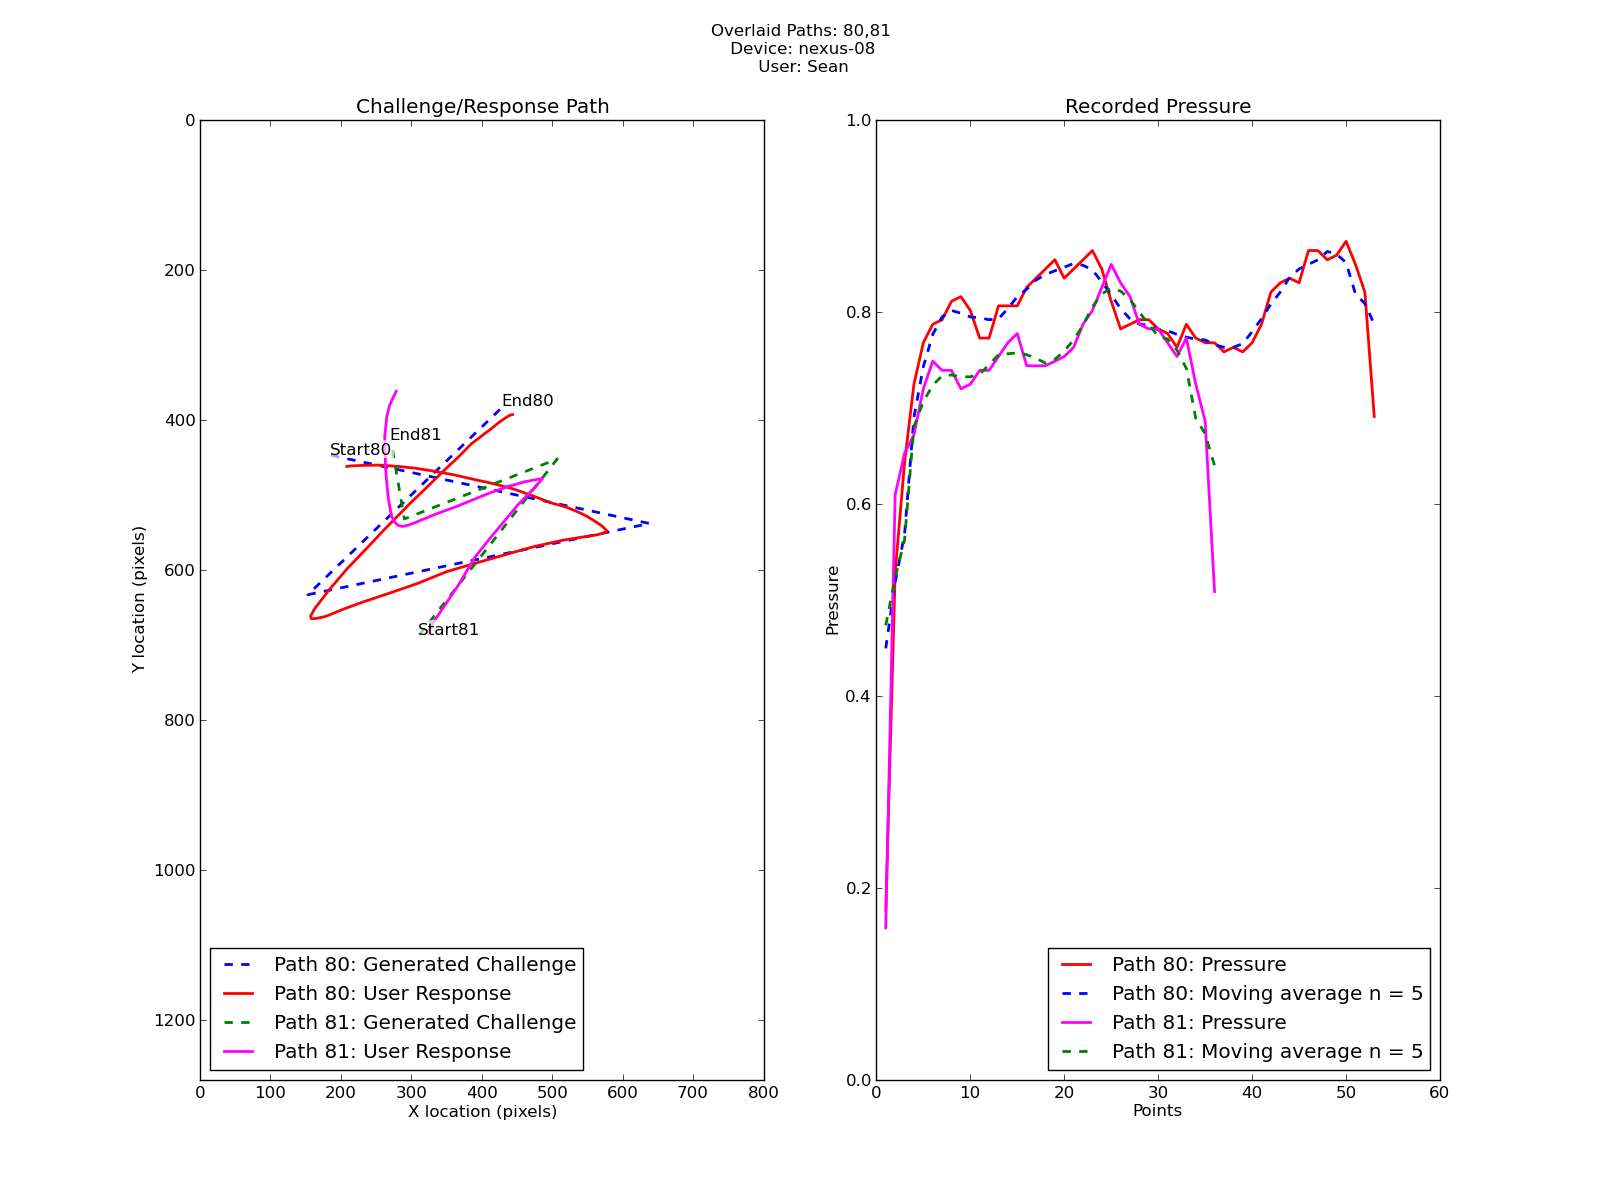 Overlaid Paths: 80,81
Device: nexus-08
User: Sean
Challenge/Response Path
0
200
400
600
800
1000
1200
Y location (pixels)
End80
End81
Start80
Start81
Path 80: Generated Challenge
Path 80: User Response
Path 81: Generated Challenge
Path 81: User Response
0 100 200 300 400 500 600 700 800
X location (pixels)
Recorded Pressure
1.0
0.8
0.6
0.4
0.2
0.0
Pressure
Path 80: Pressure
Path 80: Moving average n = 5
Path 81: Pressure
Path 81: Moving average n = 5
0 10 20 30 40 50 60
Points